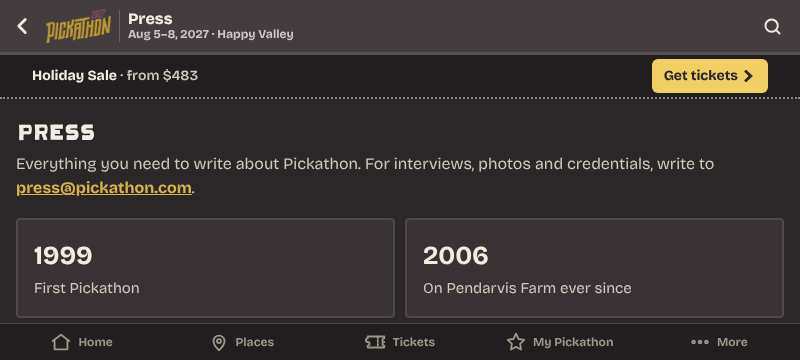 PICKATHON
Press
Aug 5–8, 2027 · Happy Valley
Holiday Sale · from $483
Get tickets
PRESS
Everything you need to write about Pickathon. For interviews, photos and credentials, write to
press@pickathon.com.
1999
First Pickathon
2006
On Pendarvis Farm ever since
Home
Places
Tickets
My Pickathon
More